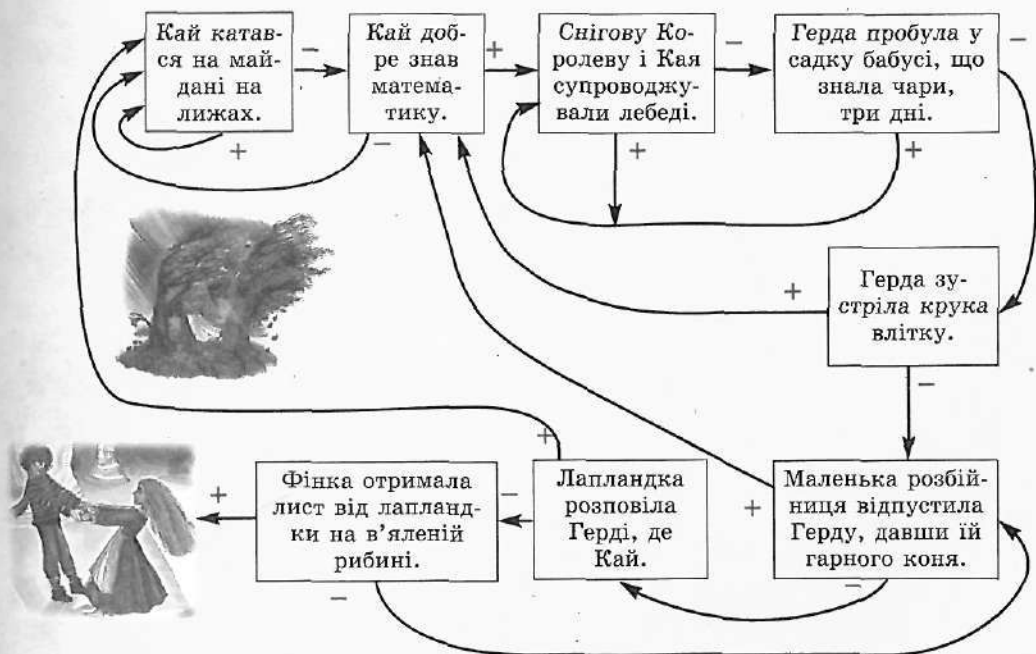 Кай катав-
ся на май-
дані на
лижах.
Кай доб-
ре знав
матема-
тику.
Снігову Ко-
ролеву і Кая
супроводжу-
вали лебеді.
Герда пробула у
садку бабусі, що
знала чари,
три дні.
Герда зу-
стріла крука
влітку.
Маленька розбій-
ниця відпустила
Герду, давши їй
гарного коня.
Лапландка
розповіла
Герді, де
Кай.
Фінка отримала
лист від лапланд-
ки на в’яленій
рибині.